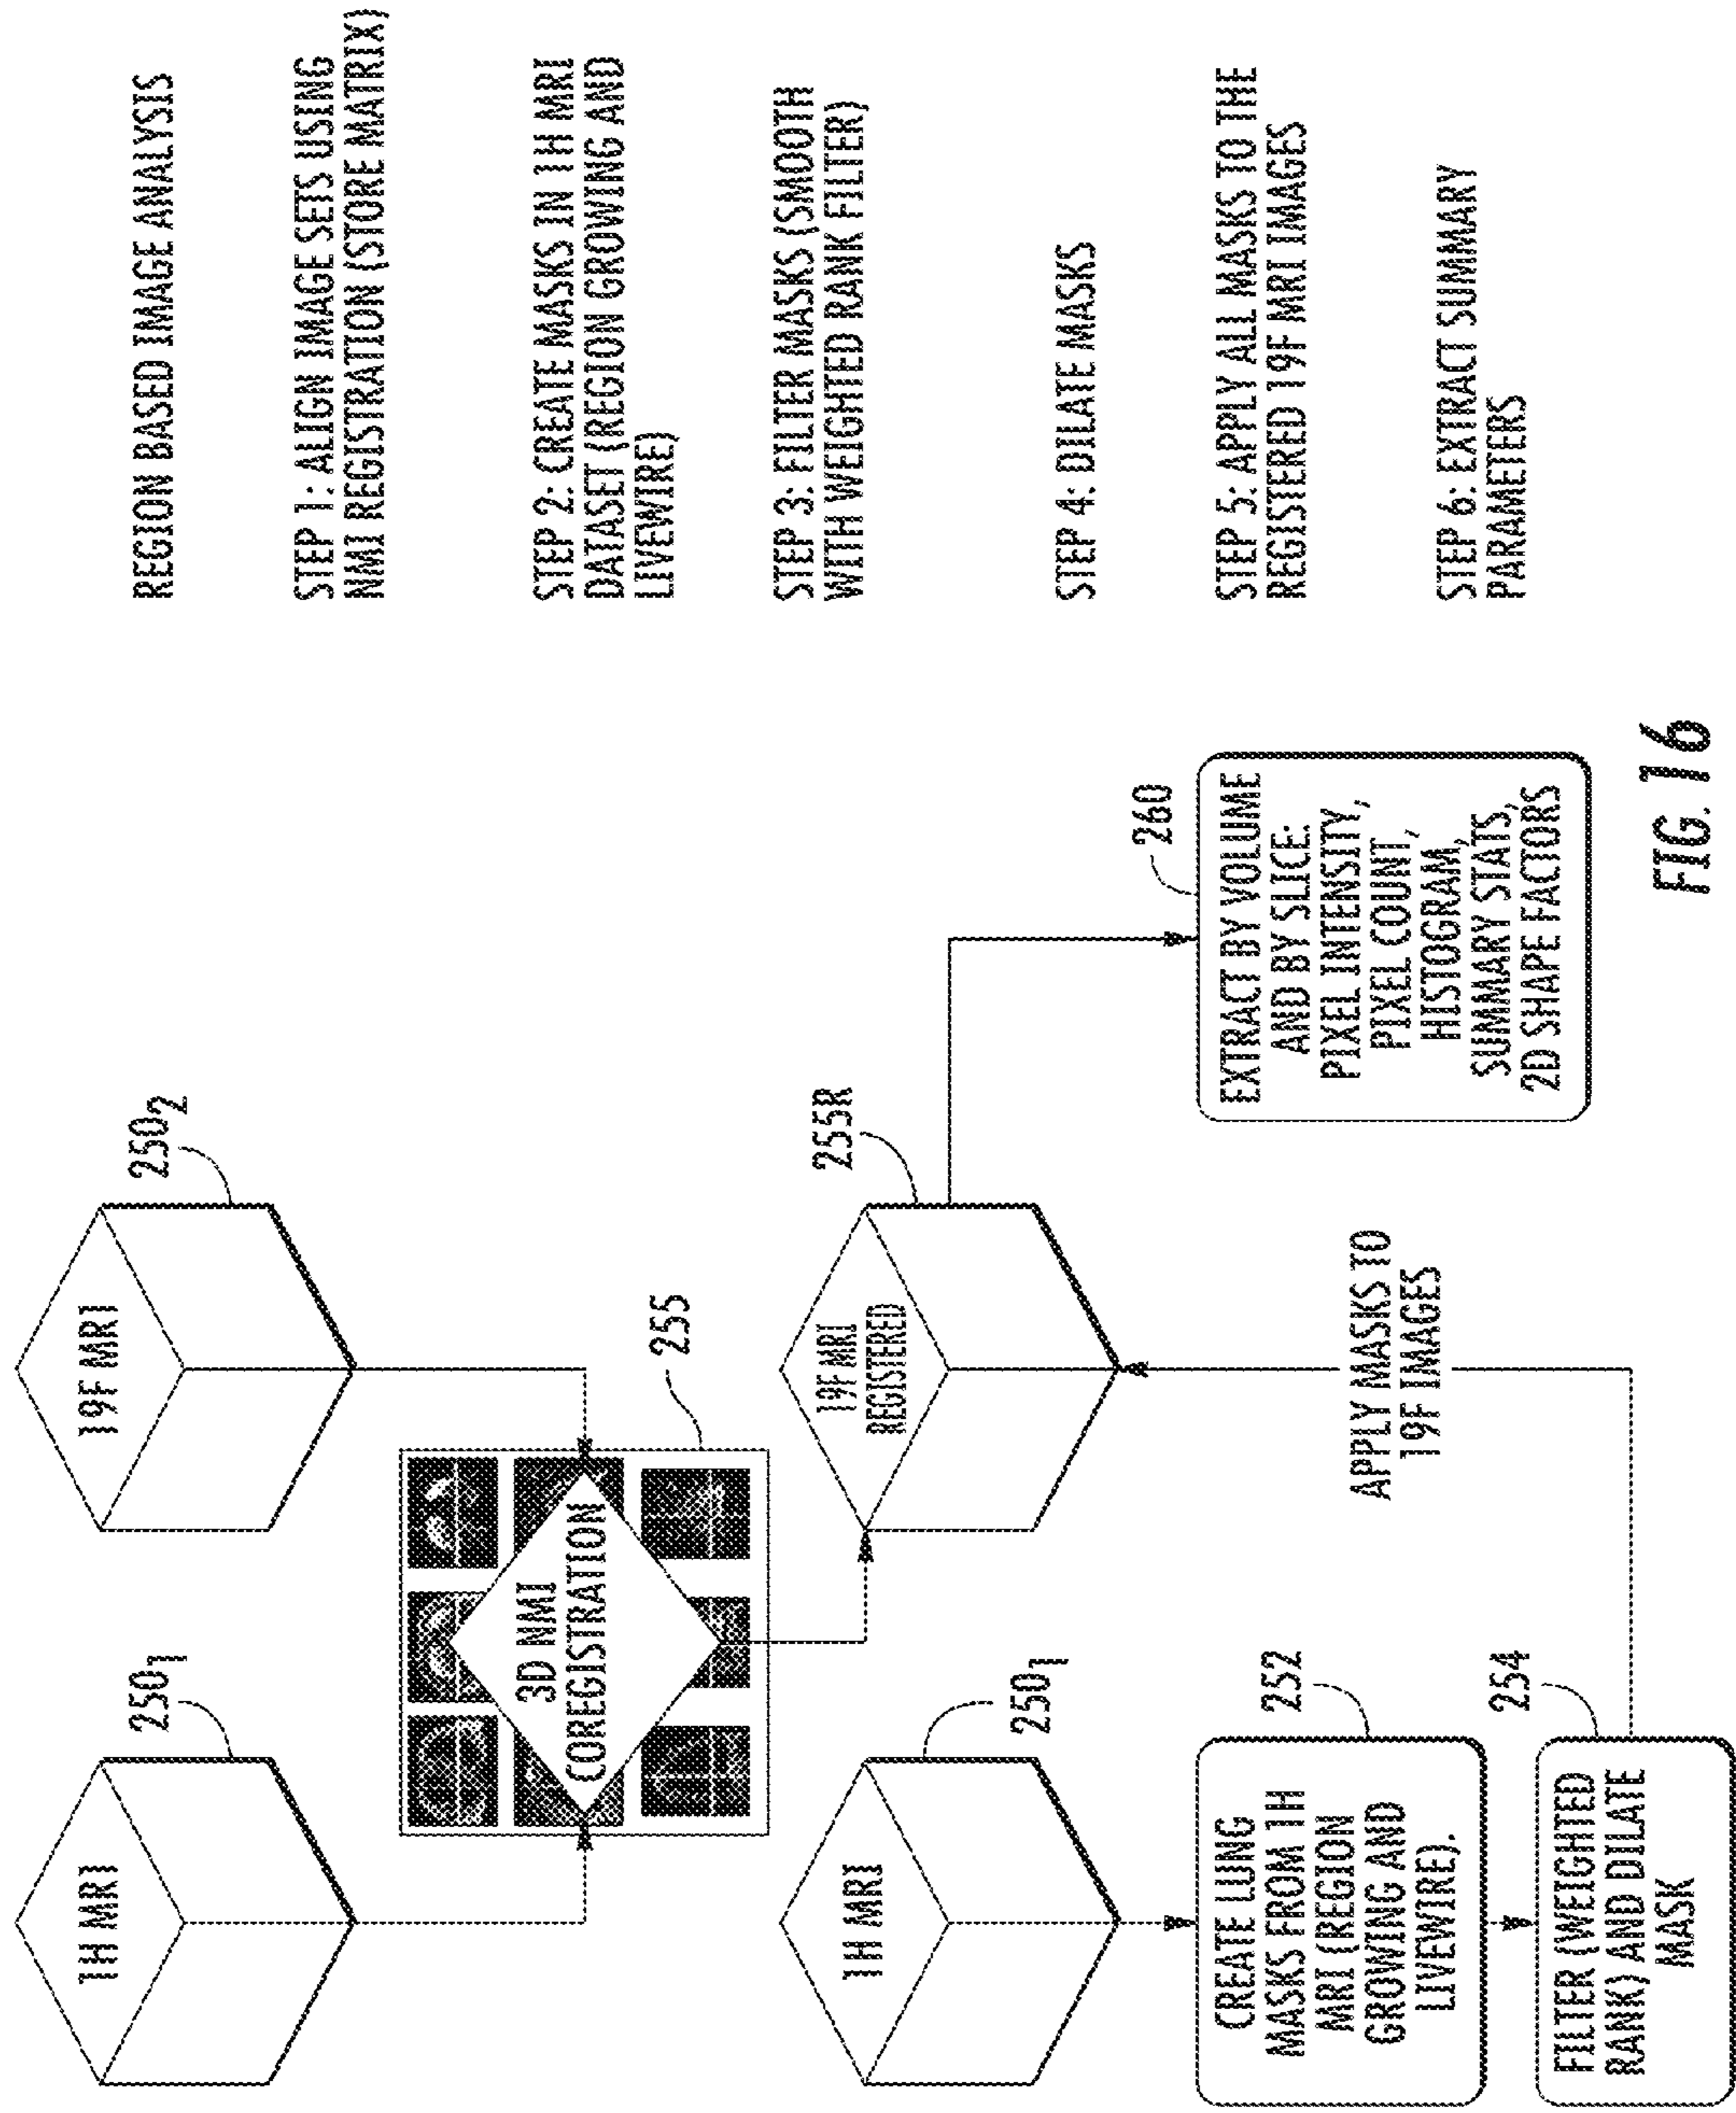 1H MRI
250₁
19F MRI
250₂
3D NMI
COREGISTRATION
255
1H MRI
250₁
19F MRI
REGISTERED
255R
CREATE LUNG
MASKS FROM 1H
MRI (REGION
GROWING AND
LIVEWIRE).
252
FILTER (WEIGHTED
RANK) AND DILATE
MASK
254
APPLY MASKS TO
19F IMAGES
EXTRACT BY VOLUME
AND BY SLICE:
PIXEL INTENSITY,
PIXEL COUNT,
HISTOGRAM,
SUMMARY STATS,
2D SHAPE FACTORS
260
REGION BASED IMAGE ANALYSIS
STEP 1: ALIGN IMAGE SETS USING
NMI REGISTRATION (STORE MATRIX)
STEP 2: CREATE MASKS IN 1H MRI
DATASET (REGION GROWING AND
LIVEWIRE)
STEP 3: FILTER MASKS (SMOOTH
WITH WEIGHTED RANK FILTER)
STEP 4: DILATE MASKS
STEP 5: APPLY ALL MASKS TO THE
REGISTERED 19F MRI IMAGES
STEP 6: EXTRACT SUMMARY
PARAMETERS
FIG. 16